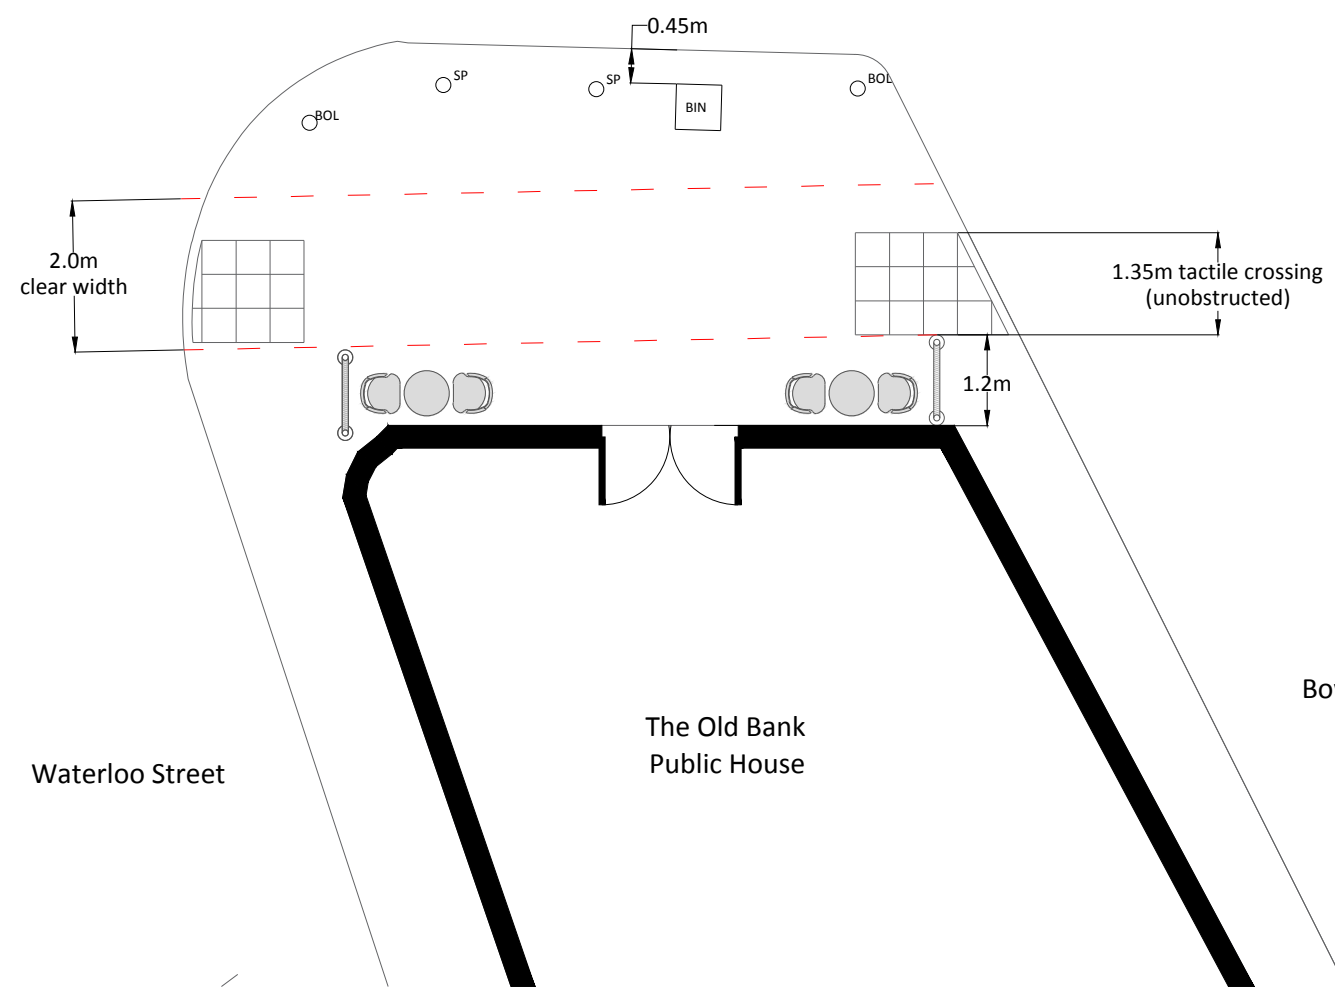 0.45m
SP
SP
BOL
BIN
BOL
2.0m
clear width
1.35m tactile crossing
(unobstructed)
1.2m
The Old Bank
Public House
Waterloo Street